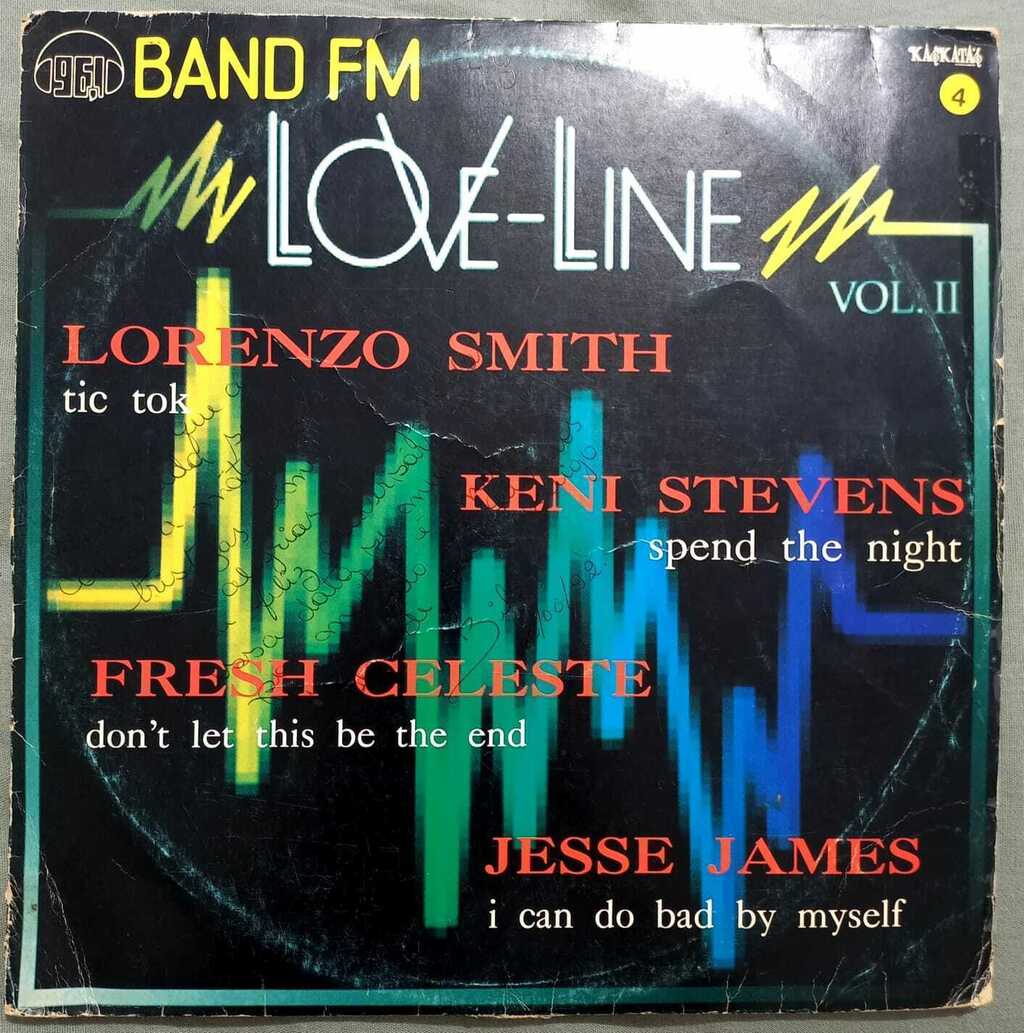 96,1 BAND FM
KASKATAS
4
LOVE-LINE
VOL. II
LORENZO SMITH
tic tok
KENI STEVENS
spend the night
FRESH CELESTE
don't let this be the end
JESSE JAMES
i can do bad by myself